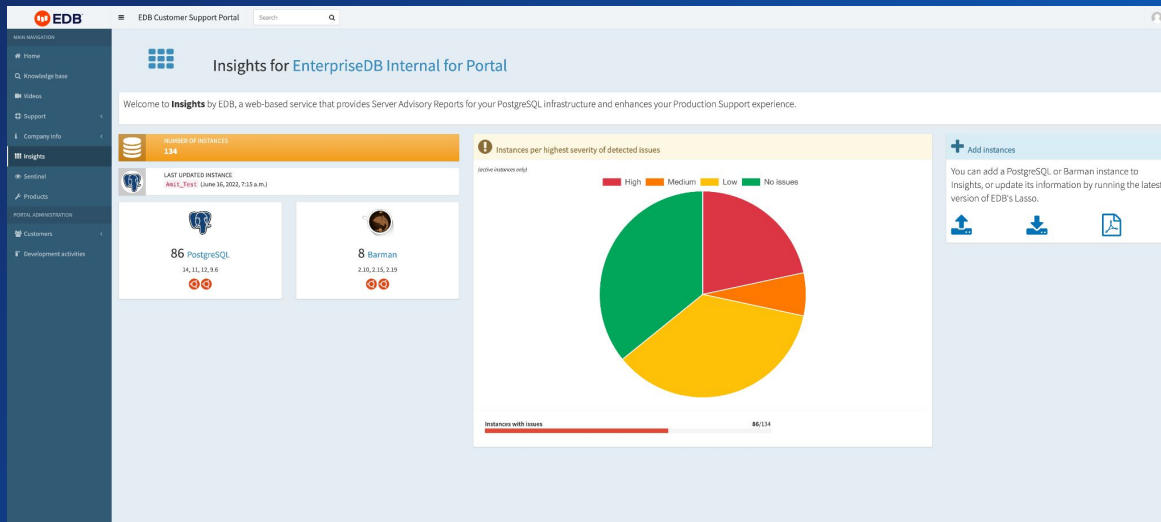 EDB
EDB Customer Support Portal
Search
MAIN NAVIGATION
Home
Knowledge base
Videos
Support
Company info
Insights
Sentinel
Products
PORTAL ADMINISTRATION
Customers
Development activities
Insights for EnterpriseDB Internal for Portal
Welcome to Insights by EDB, a web-based service that provides Server Advisory Reports for your PostgreSQL infrastructure and enhances your Production Support experience.
NUMBER OF INSTANCES
134
LAST UPDATED INSTANCE
Amit_Test (June 16, 2022, 7:15 a.m.)
86 PostgreSQL
14, 11, 12, 9.6
8 Barman
2.10, 2.15, 2.19
Instances per highest severity of detected issues
(active instances only)
High Medium Low No issues
Instances with issues 86/134
Add instances
You can add a PostgreSQL or Barman instance to
Insights, or update its information by running the latest
version of EDB's Lasso.